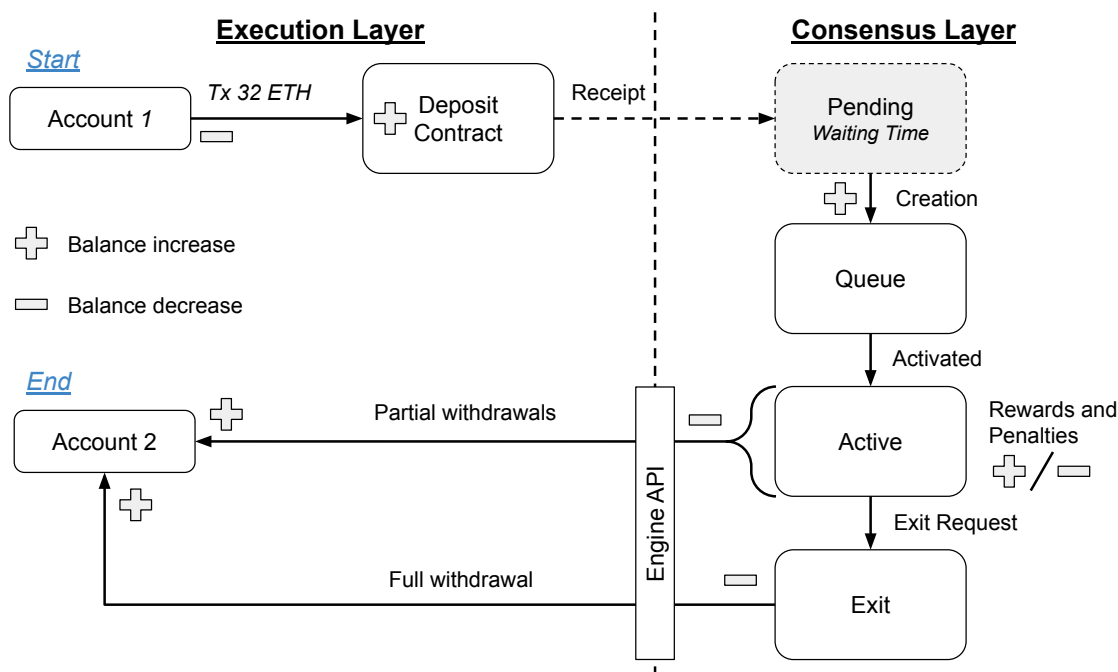 Execution Layer
Consensus Layer
Start
Account 1
Tx 32 ETH
Deposit
Contract
Receipt
Pending
Waiting Time
Creation
Balance increase
Queue
Balance decrease
Activated
End
Account 2
Partial withdrawals
Engine API
Active
Rewards and
Penalties
Exit Request
Full withdrawal
Exit